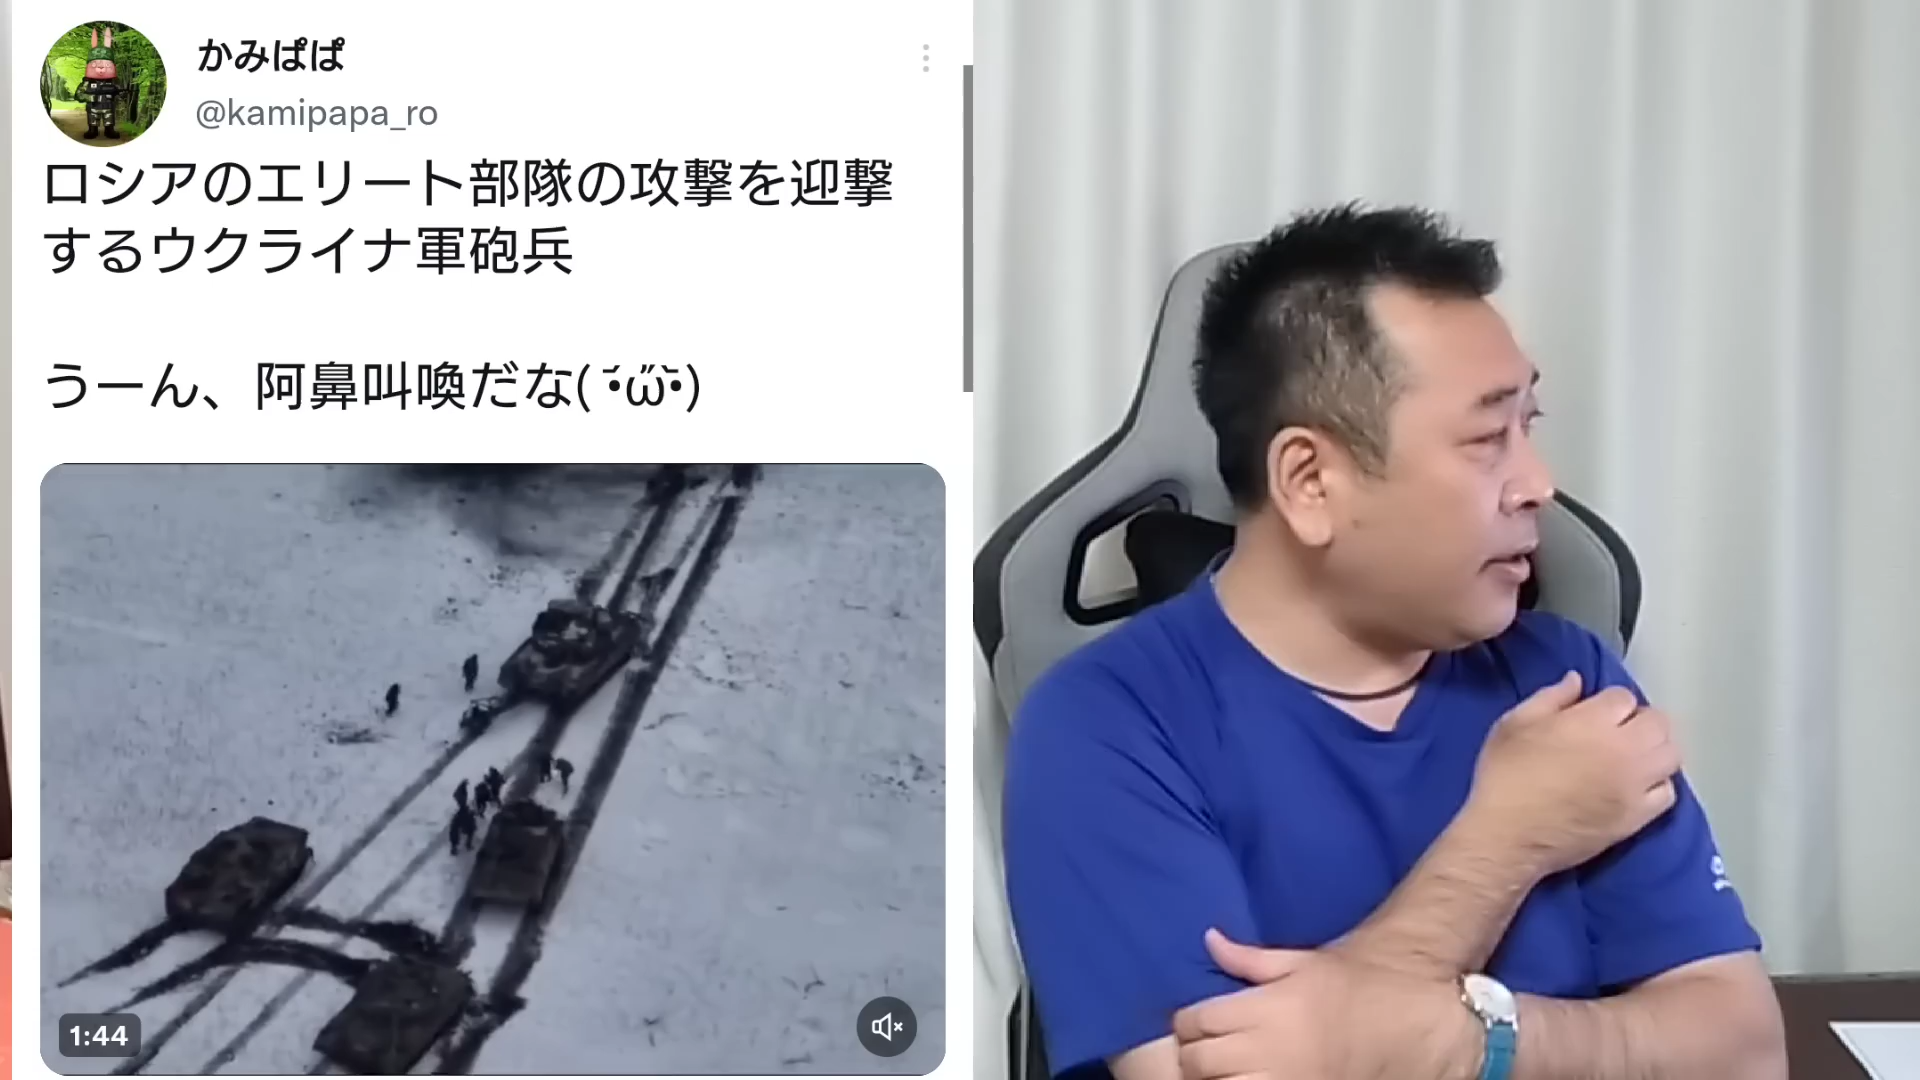 かみぱぱ
@kamipapa_ro
ロシアのエリート部隊の攻撃を迎撃
するウクライナ軍砲兵
うーん、阿鼻叫喚だな( •́ω•̀)
1:44